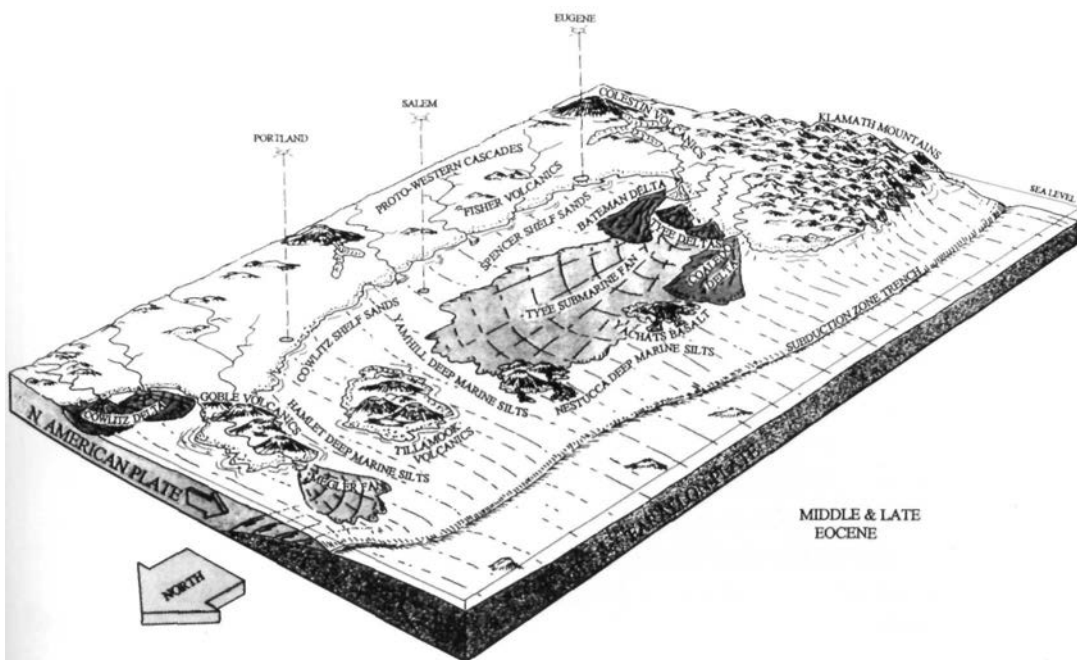 EUGENE
SALEM
PORTLAND
COLESTIN VOLCANICS
KLAMATH MOUNTAINS
SEA LEVEL
PROTO-WESTERN CASCADES
FISHER VOLCANICS
SPENCER SHELF SANDS
BATEMAN DELTA
TYEE DELTAS
COALEDO DELTA
TYEE SUBMARINE FAN
YACHATS BASALT
SUBDUCTION ZONE TRENCH
COWLITZ SHELF SANDS
YAMHILL DEEP MARINE SILTS
NESTUCCA DEEP MARINE SILTS
COWLITZ DELTA
GOBLE VOLCANICS
HAMLET DEEP MARINE SILTS
TILLAMOOK
VOLCANICS
MEGLER FAN
N. AMERICAN PLATE
FARALLON PLATE
MIDDLE & LATE
EOCENE
NORTH